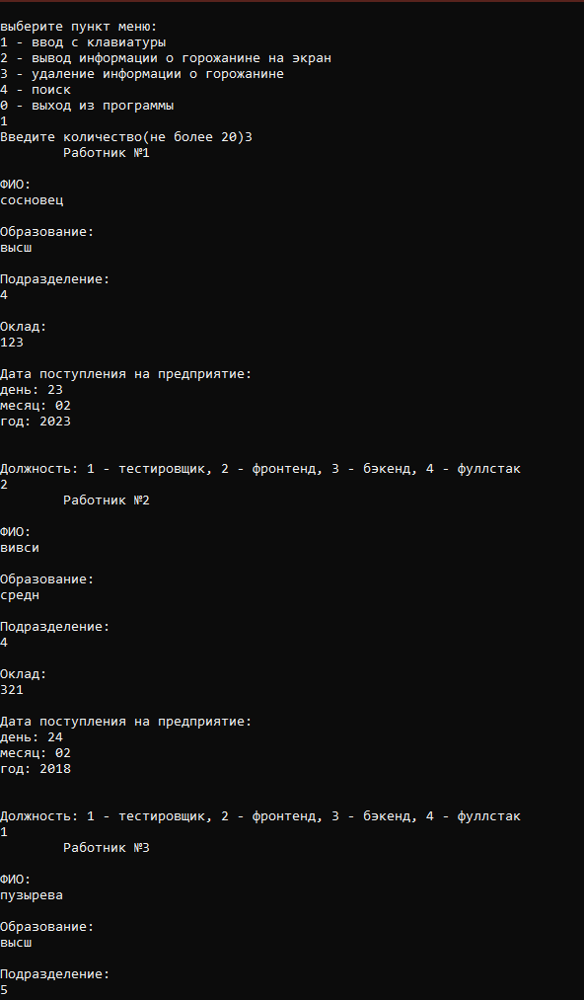 выберите пункт меню:
1 - ввод с клавиатуры
2 - вывод информации о горожанине на экран
3 - удаление информации о горожанине
4 - поиск
0 - выход из программы
1
Введите количество(не более 20)3
Работник №1
ФИО:
сосновец
Образование:
высш
Подразделение:
4
Оклад:
123
Дата поступления на предприятие:
день: 23
месяц: 02
год: 2023
Должность: 1 - тестировщик, 2 - фронтенд, 3 - бэкенд, 4 - фуллстак
2
Работник №2
ФИО:
вивси
Образование:
средн
Подразделение:
4
Оклад:
321
Дата поступления на предприятие:
день: 24
месяц: 02
год: 2018
Должность: 1 - тестировщик, 2 - фронтенд, 3 - бэкенд, 4 - фуллстак
1
Работник №3
ФИО:
пузырева
Образование:
высш
Подразделение:
5